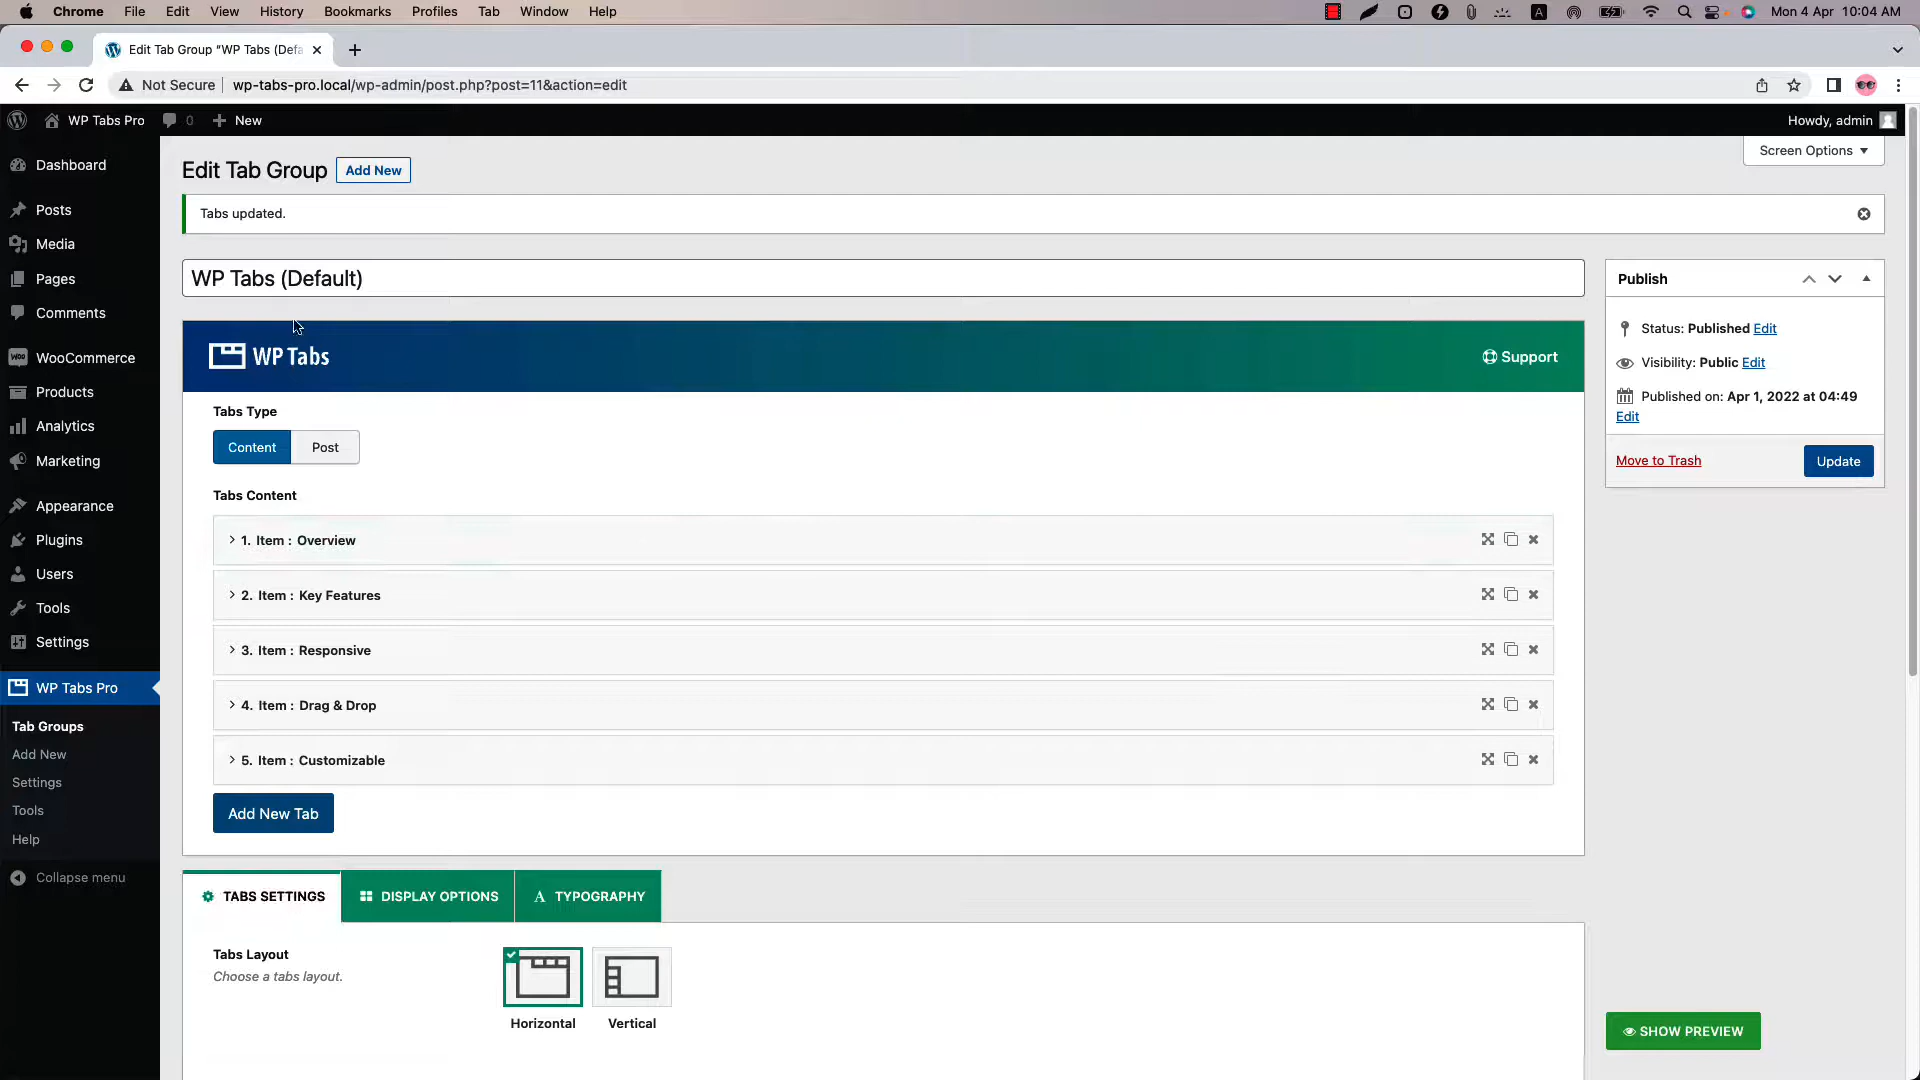 Chrome File Edit View History Bookmarks Profiles Tab Window Help
A
Mon 4 Apr 10:04 AM
Edit Tab Group "WP Tabs (Defa
Not Secure wp-tabs-pro.local/wp-admin/post.php?post=11&action=edit
WP Tabs Pro 0 New
Howdy, admin
Screen Options
Dashboard
Posts
Media
Pages
Comments
woo WooCommerce
Products
Analytics
Marketing
Appearance
Plugins
Users
Tools
Settings
WP Tabs Pro
Tab Groups
Add New
Settings
Tools
Help
Collapse menu
Edit Tab Group Add New
Tabs updated.
WP Tabs (Default)
WP Tabs
Support
Tabs Type
Content Post
Tabs Content
1. Item : Overview
2. Item : Key Features
3. Item : Responsive
4. Item : Drag & Drop
5. Item : Customizable
Add New Tab
TABS SETTINGS DISPLAY OPTIONS A TYPOGRAPHY
Tabs Layout
Choose a tabs layout.
Horizontal Vertical
Publish
Status: Published Edit
Visibility: Public Edit
Published on: Apr 1, 2022 at 04:49
Edit
Move to Trash Update
SHOW PREVIEW